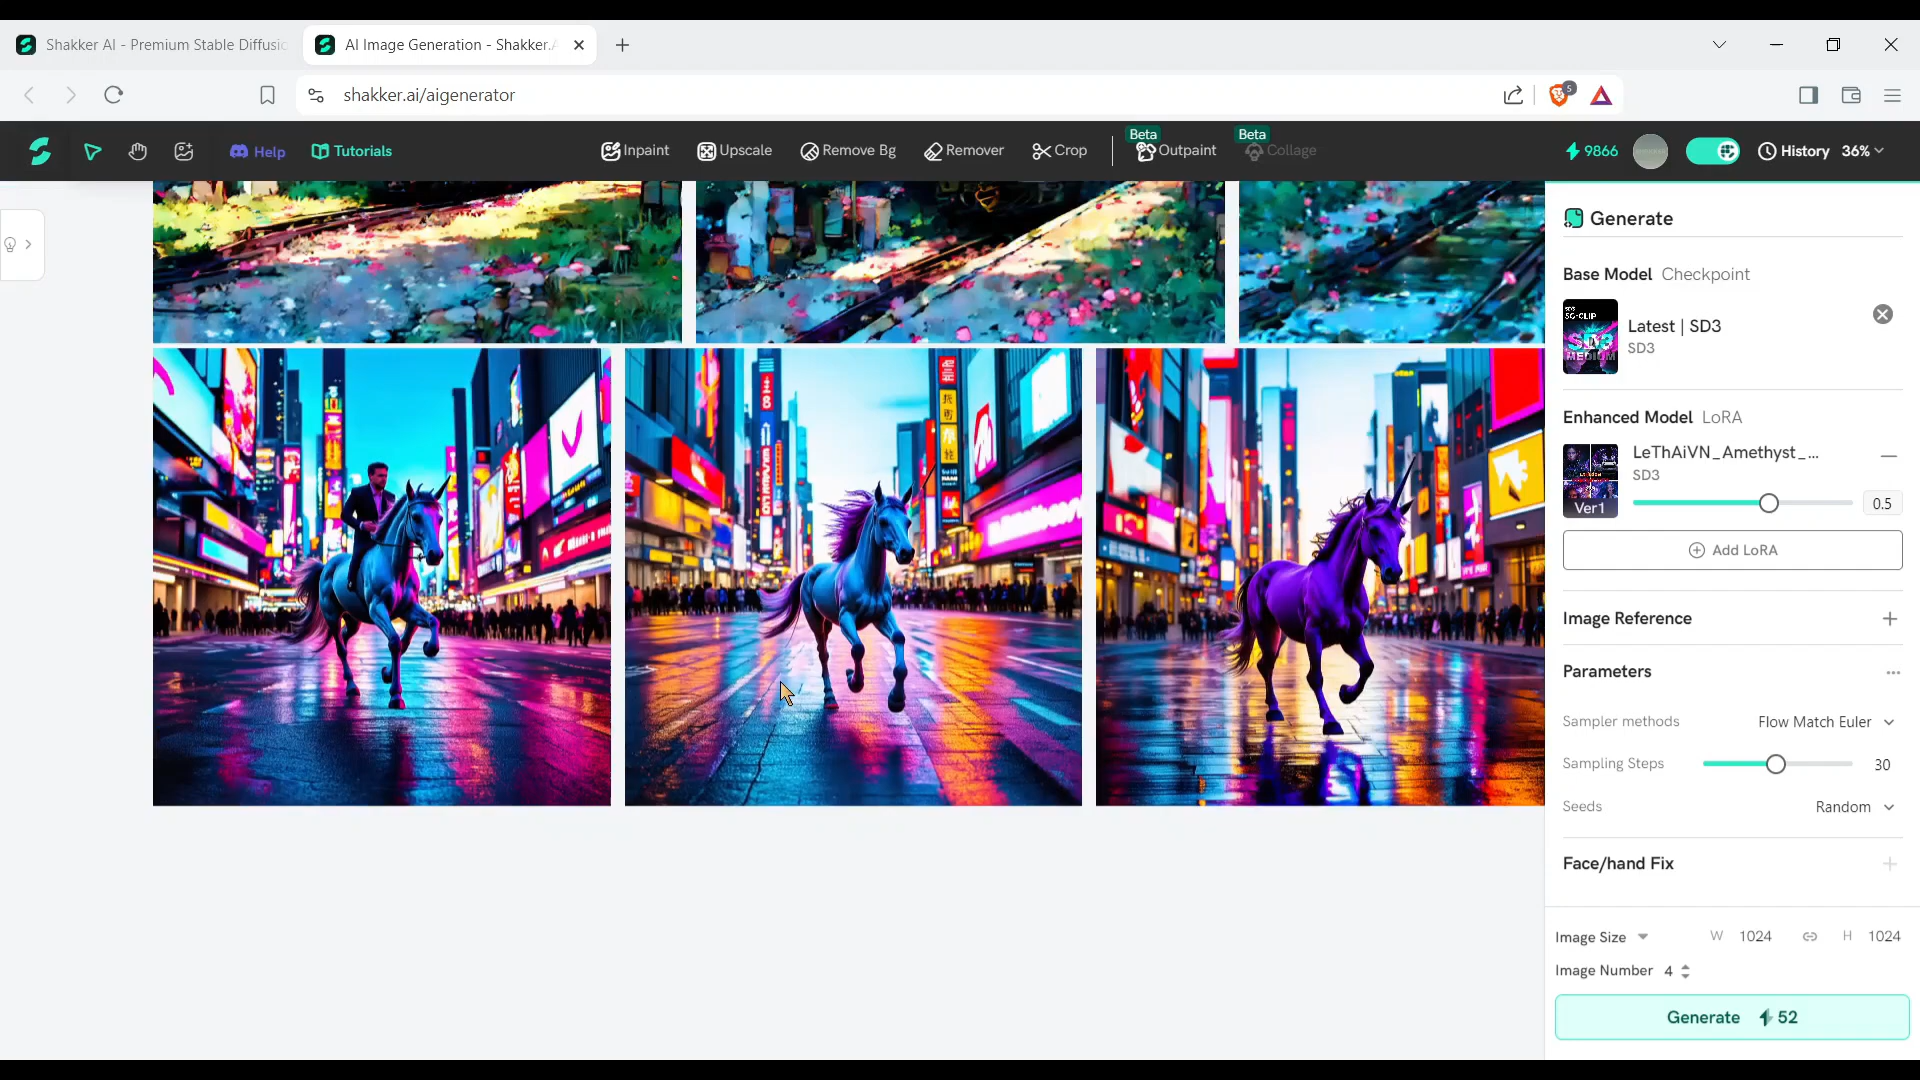 Shakker AI - Premium Stable Diffusic
AI Image Generation - Shakker.A
shakker.ai/aigenerator
5
Help
Tutorials
Inpaint
Upscale
Remove Bg
Remover
Crop
Beta
Outpaint
Beta
Collage
9866
History
36%
Generate
Base Model Checkpoint
Latest | SD3
SD3
Enhanced Model LoRA
LeThAiVN_Amethyst_...
SD3
Ver1
0.5
Add LoRA
Image Reference
Parameters
Sampler methods Flow Match Euler
Sampling Steps 30
Seeds Random
Face/hand Fix
Image Size W 1024 H 1024
Image Number 4
Generate 52